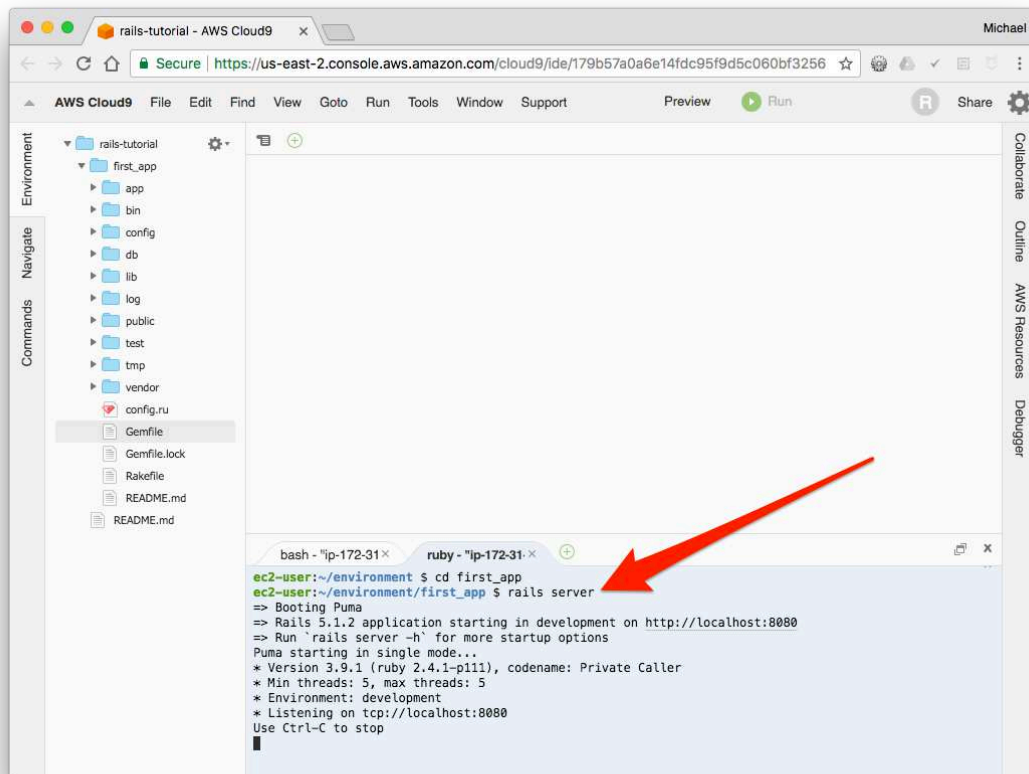 rails-tutorial - AWS Cloud9
Michael
Secure | https://us-east-2.console.aws.amazon.com/cloud9/ide/179b57a0a6e14fdc95f9d5c060bf3256
AWS Cloud9 File Edit Find View Goto Run Tools Window Support Preview Run R Share
Environment
Navigate
Commands
rails-tutorial
first_app
app
bin
config
db
lib
log
public
test
tmp
vendor
config.ru
Gemfile
Gemfile.lock
Rakefile
README.md
README.md
Collaborate
Outline
AWS Resources
Debugger
bash - "ip-172-31 ruby - "ip-172-31-
ec2-user:~/environment $ cd first_app
ec2-user:~/environment/first_app $ rails server
=> Booting Puma
=> Rails 5.1.2 application starting in development on http://localhost:8080
=> Run `rails server -h` for more startup options
Puma starting in single mode...
* Version 3.9.1 (ruby 2.4.1-p111), codename: Private Caller
* Min threads: 5, max threads: 5
* Environment: development
* Listening on tcp://localhost:8080
Use Ctrl-C to stop